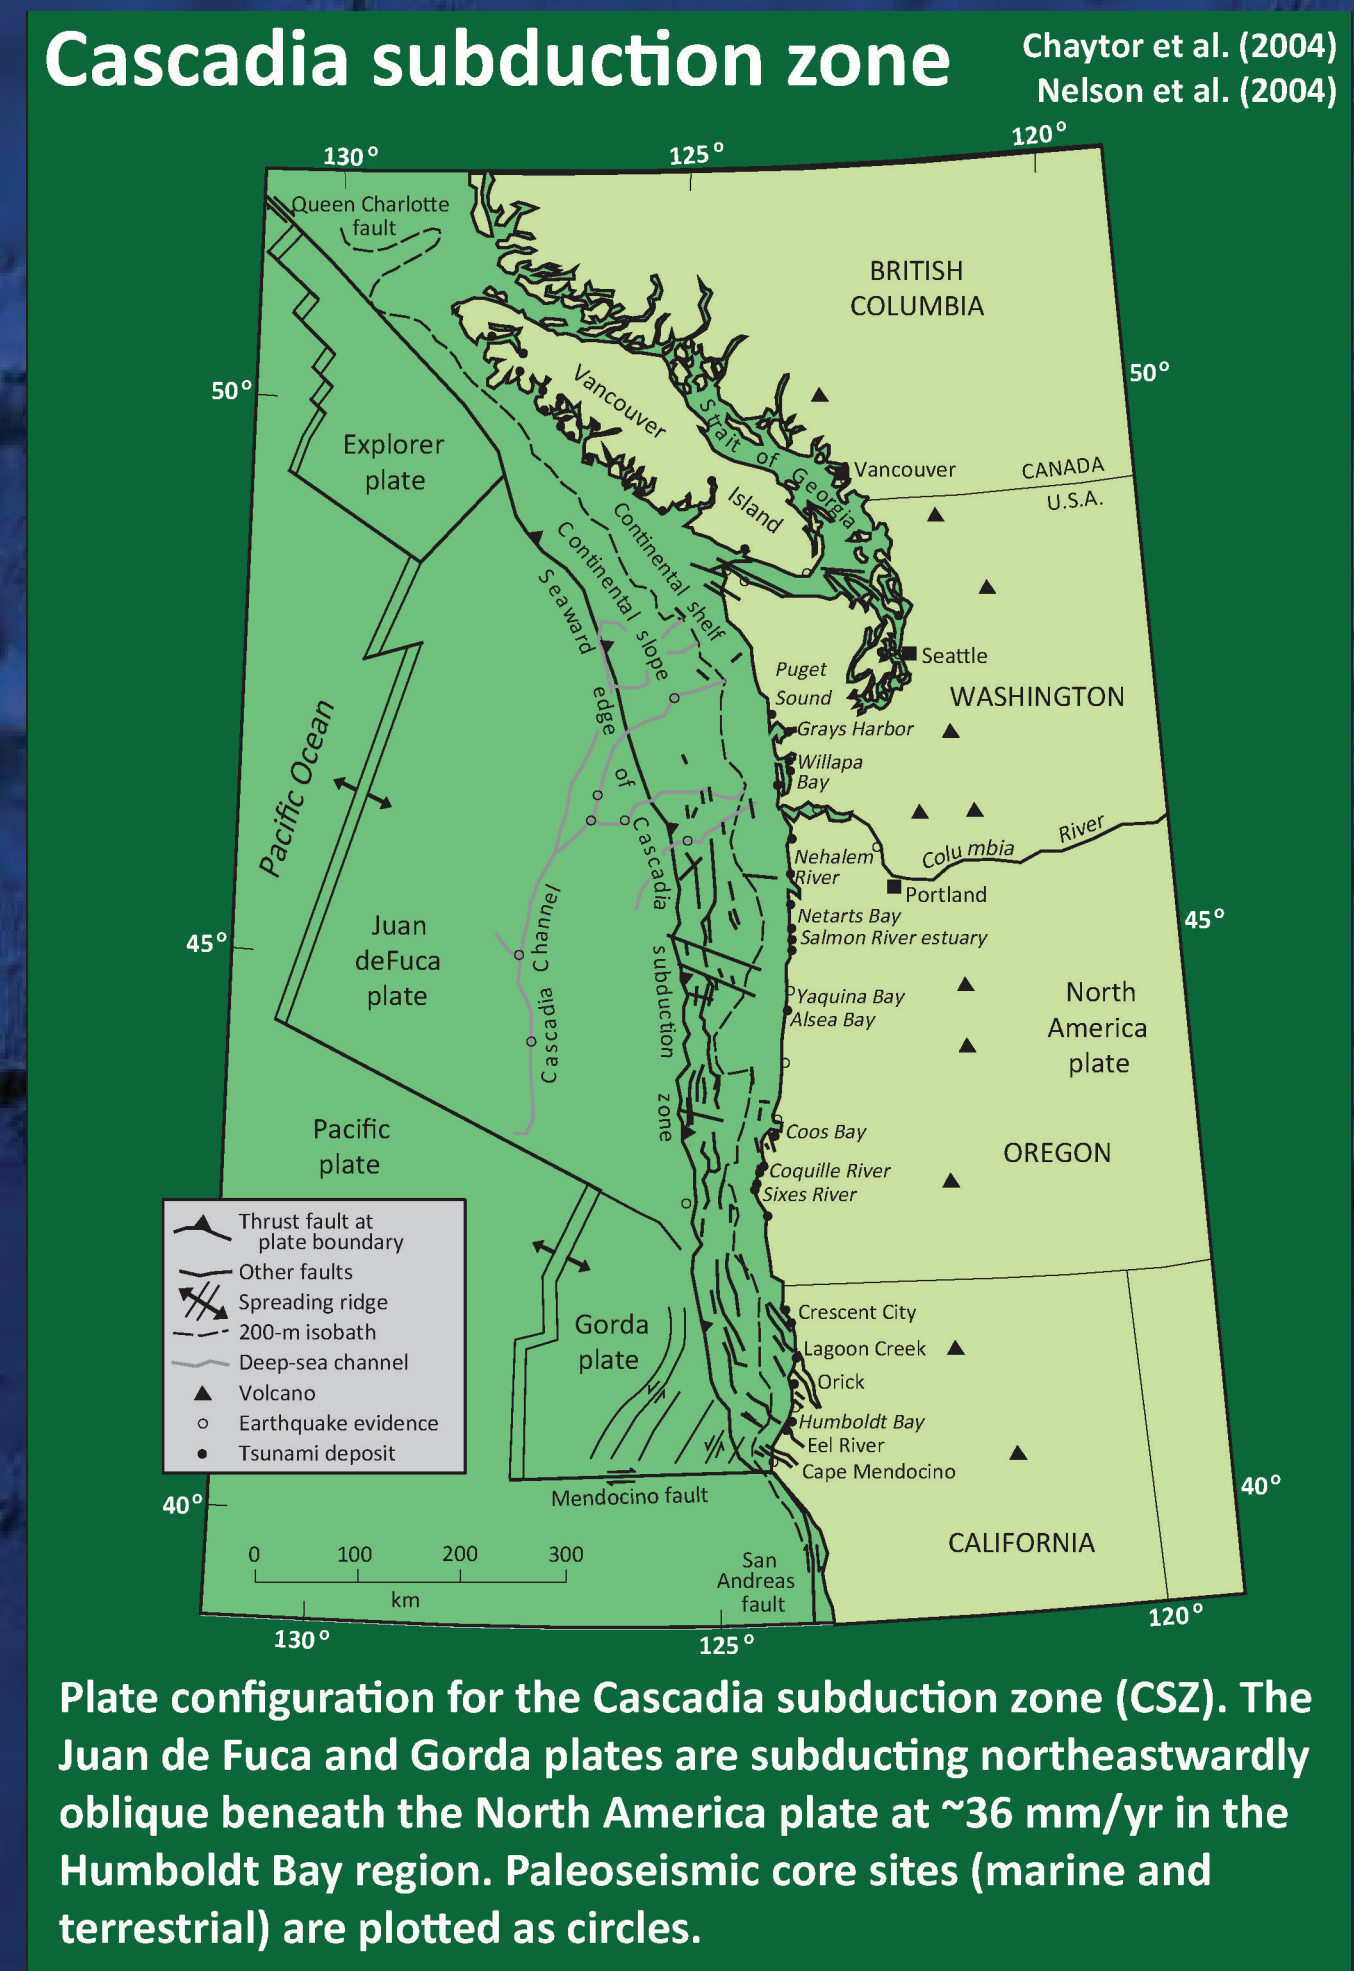 Cascadia subduction zone
Chaytor et al. (2004)
Nelson et al. (2004)
130°
125°
120°
Queen Charlotte
fault
BRITISH
COLUMBIA
50°
50°
Vancouver
Island
Strait of Georgia
Explorer
plate
Vancouver
CANADA
U.S.A.
Continental shelf
Continental slope
Seaward edge of Cascadia subduction zone
Seattle
Puget
Sound
WASHINGTON
Grays Harbor
Willapa
Bay
Pacific Ocean
Columbia River
Nehalem
River
Portland
Netarts Bay
Salmon River estuary
45°
45°
Juan
deFuca
plate
Cascadia Channel
Yaquina Bay
Alsea Bay
North
America
plate
Pacific
plate
Coos Bay
OREGON
Coquille River
Sixes River
Thrust fault at
plate boundary
Other faults
Spreading ridge
200-m isobath
Deep-sea channel
Volcano
Earthquake evidence
Tsunami deposit
Gorda
plate
Crescent City
Lagoon Creek
Orick
Humboldt Bay
Eel River
Cape Mendocino
Mendocino fault
40°
40°
0 100 200 300
km
San
Andreas
fault
CALIFORNIA
130°
125°
120°
Plate configuration for the Cascadia subduction zone (CSZ). The
Juan de Fuca and Gorda plates are subducting northeastwardly
oblique beneath the North America plate at ~36 mm/yr in the
Humboldt Bay region. Paleoseismic core sites (marine and
terrestrial) are plotted as circles.